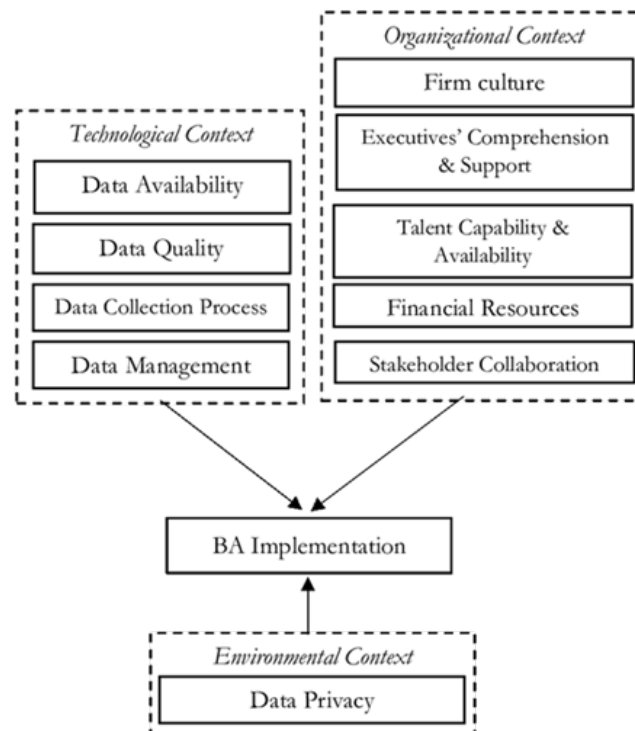 Technological Context
Data Availability
Data Quality
Data Collection Process
Data Management
Organizational Context
Firm culture
Executives' Comprehension
& Support
Talent Capability &
Availability
Financial Resources
Stakeholder Collaboration
BA Implementation
Environmental Context
Data Privacy